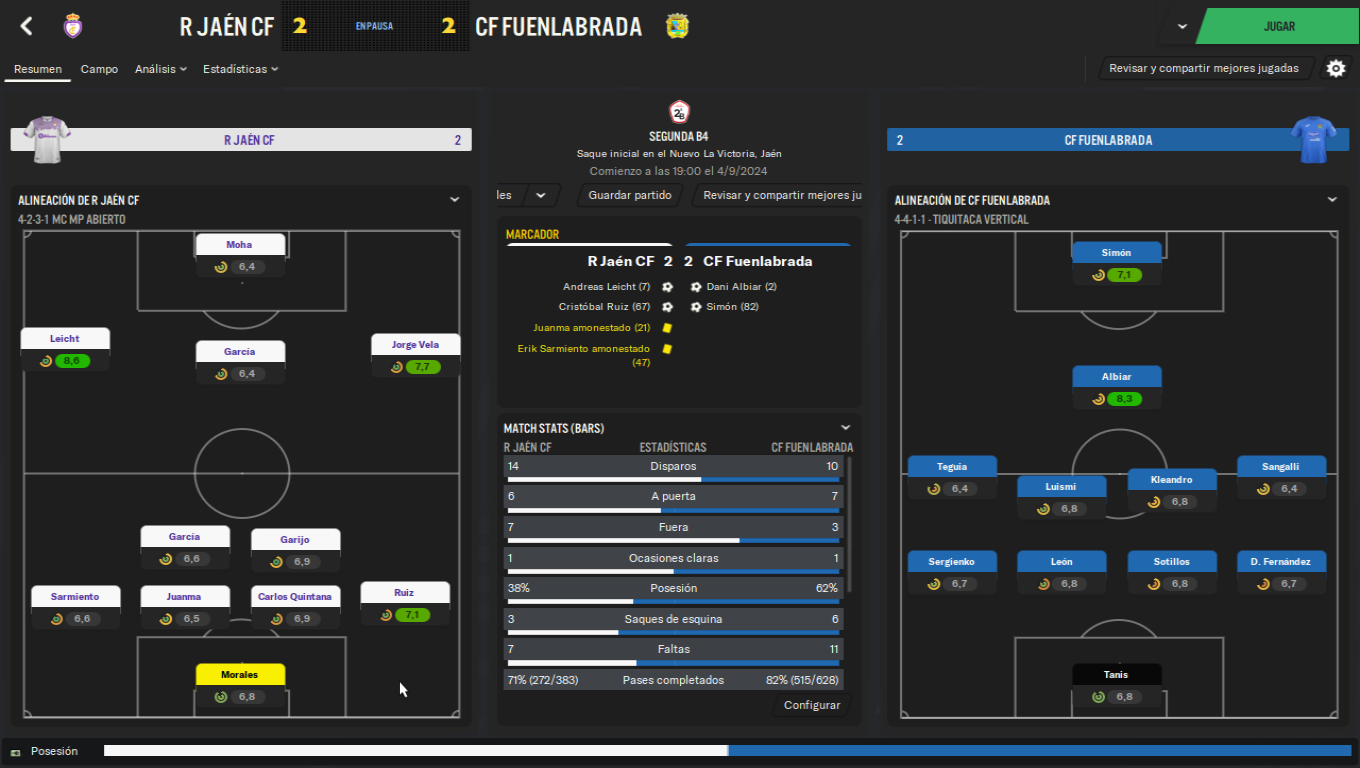 R JAÉN CF 2 EN PAUSA 2 CF FUENLABRADA
JUGAR
Resumen Campo Análisis Estadísticas
Revisar y compartir mejores jugadas
R JAÉN CF 2
2B
SEGUNDA B4
Saque inicial en el Nuevo La Victoria, Jaén
Comienzo a las 19:00 el 4/9/2024
les Guardar partido Revisar y compartir mejores ju
2 CF FUENLABRADA
ALINEACIÓN DE R JAÉN CF
4-2-3-1 MC MP ABIERTO
Moha
6,4
Leicht
8,6
García
6,4
Jorge Vela
7,7
García
6,6
Garijo
6,9
Sarmiento
6,6
Juanma
6,5
Carlos Quintana
6,9
Ruiz
7,1
Morales
6,8
MARCADOR
R Jaén CF 2 2 CF Fuenlabrada
Andreas Leicht (7) Dani Albiar (2)
Cristóbal Ruiz (67) Simón (82)
Juanma amonestado (21)
Erik Sarmiento amonestado
(47)
MATCH STATS (BARS)
R JAÉN CF ESTADÍSTICAS CF FUENLABRADA
14 Disparos 10
6 A puerta 7
7 Fuera 3
1 Ocasiones claras 1
38% Posesión 62%
3 Saques de esquina 6
7 Faltas 11
71% (272/383) Pases completados 82% (515/628)
Configurar
ALINEACIÓN DE CF FUENLABRADA
4-4-1-1 - TIQUITACA VERTICAL
Simón
7,1
Albiar
8,3
Teguia
6,4
Luismi
6,8
Kleandro
6,8
Sangalli
6,4
Sergienko
6,7
León
6,8
Sotillos
6,8
D. Fernández
6,7
Tanis
6,8
Posesión